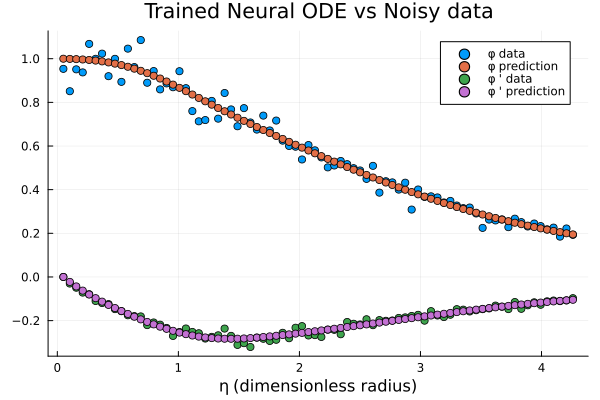 Trained Neural ODE vs Noisy data
φ data
φ prediction
φ ' data
φ ' prediction
1.0
0.8
0.6
0.4
0.2
0.0
−0.2
0
1
2
3
4
η (dimensionless radius)